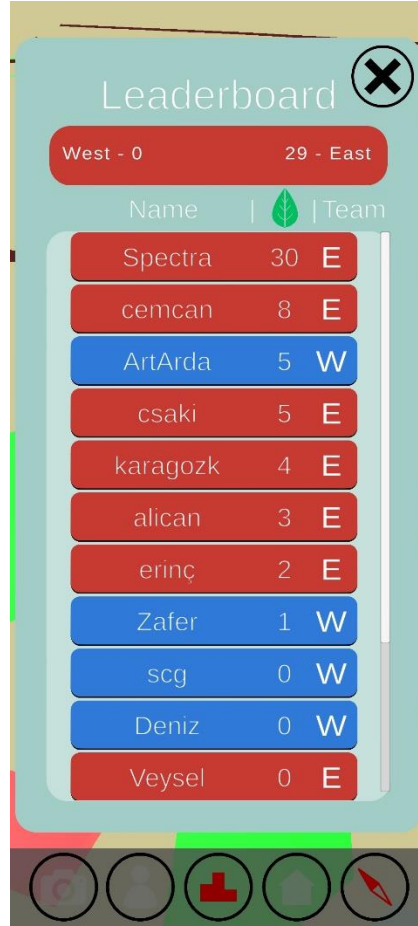 Leaderboard
West - 0 29 - East
Name | | Team
Spectra 30 E
cemcan 8 E
ArtArda 5 W
csaki 5 E
karagozk 4 E
alican 3 E
erinç 2 E
Zafer 1 W
scg 0 W
Deniz 0 W
Veysel 0 E